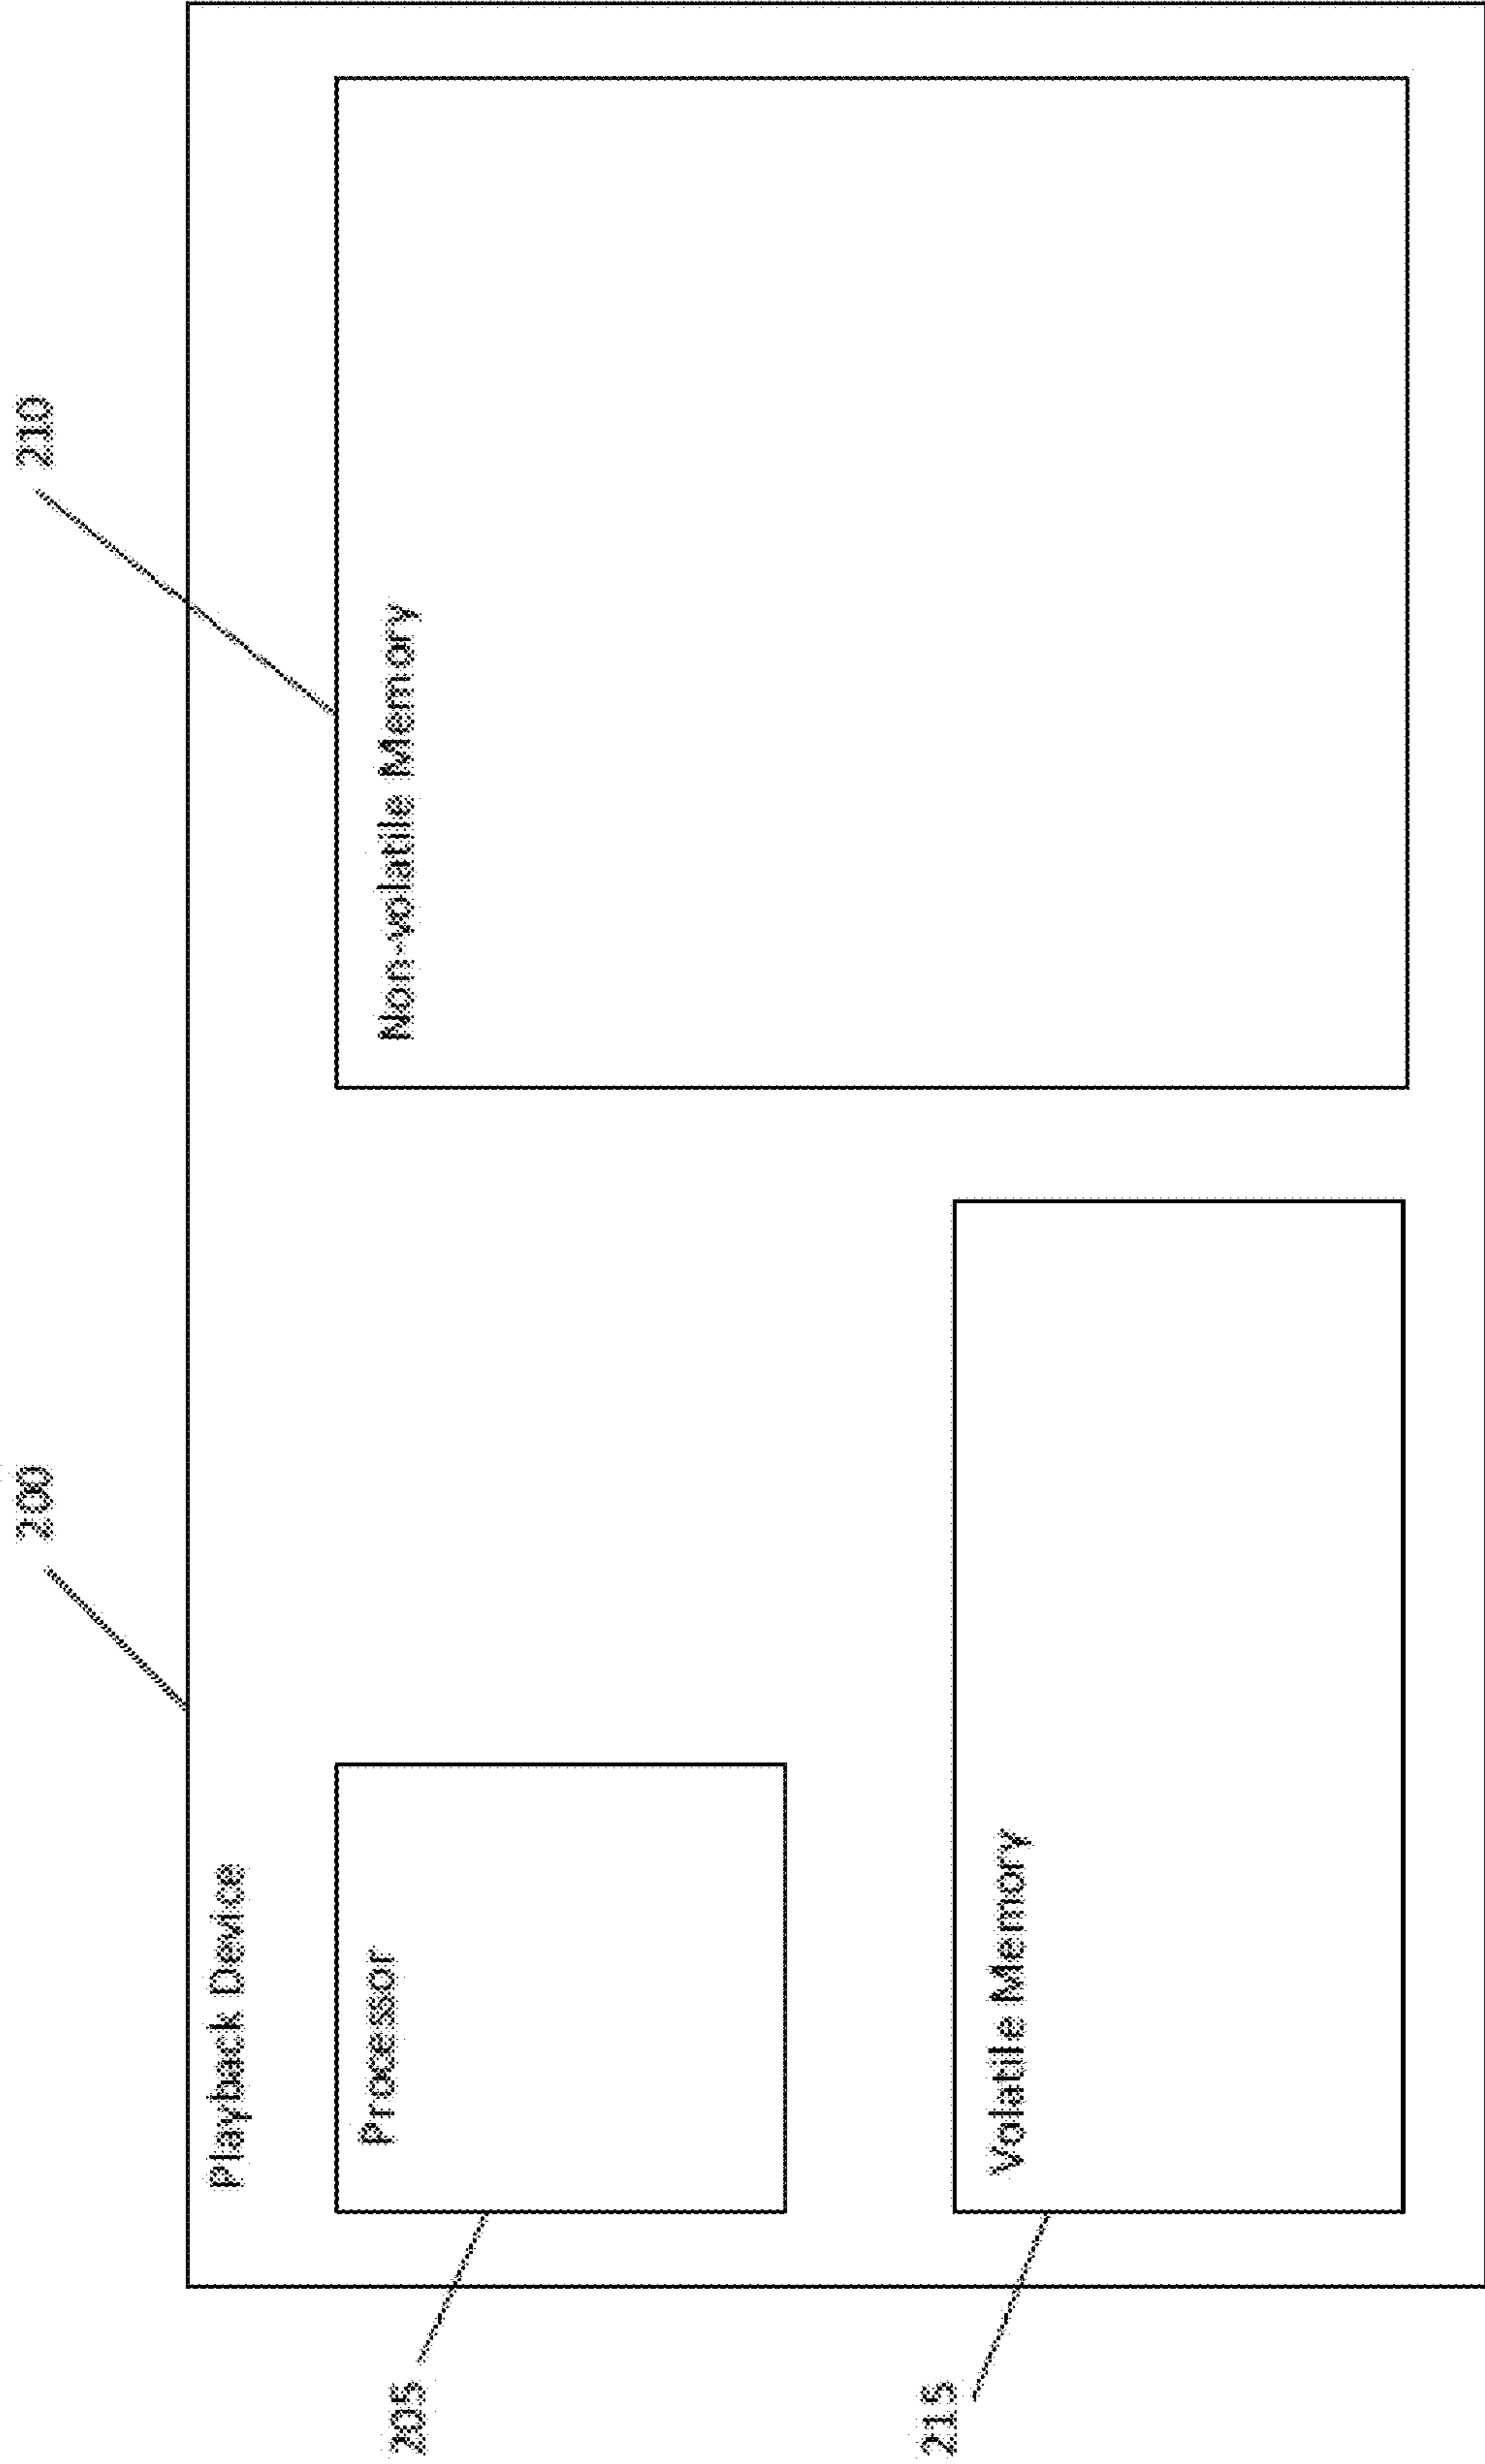 200
210
Playback Device
205
Processor
Non-volatile Memory
215
Volatile Memory